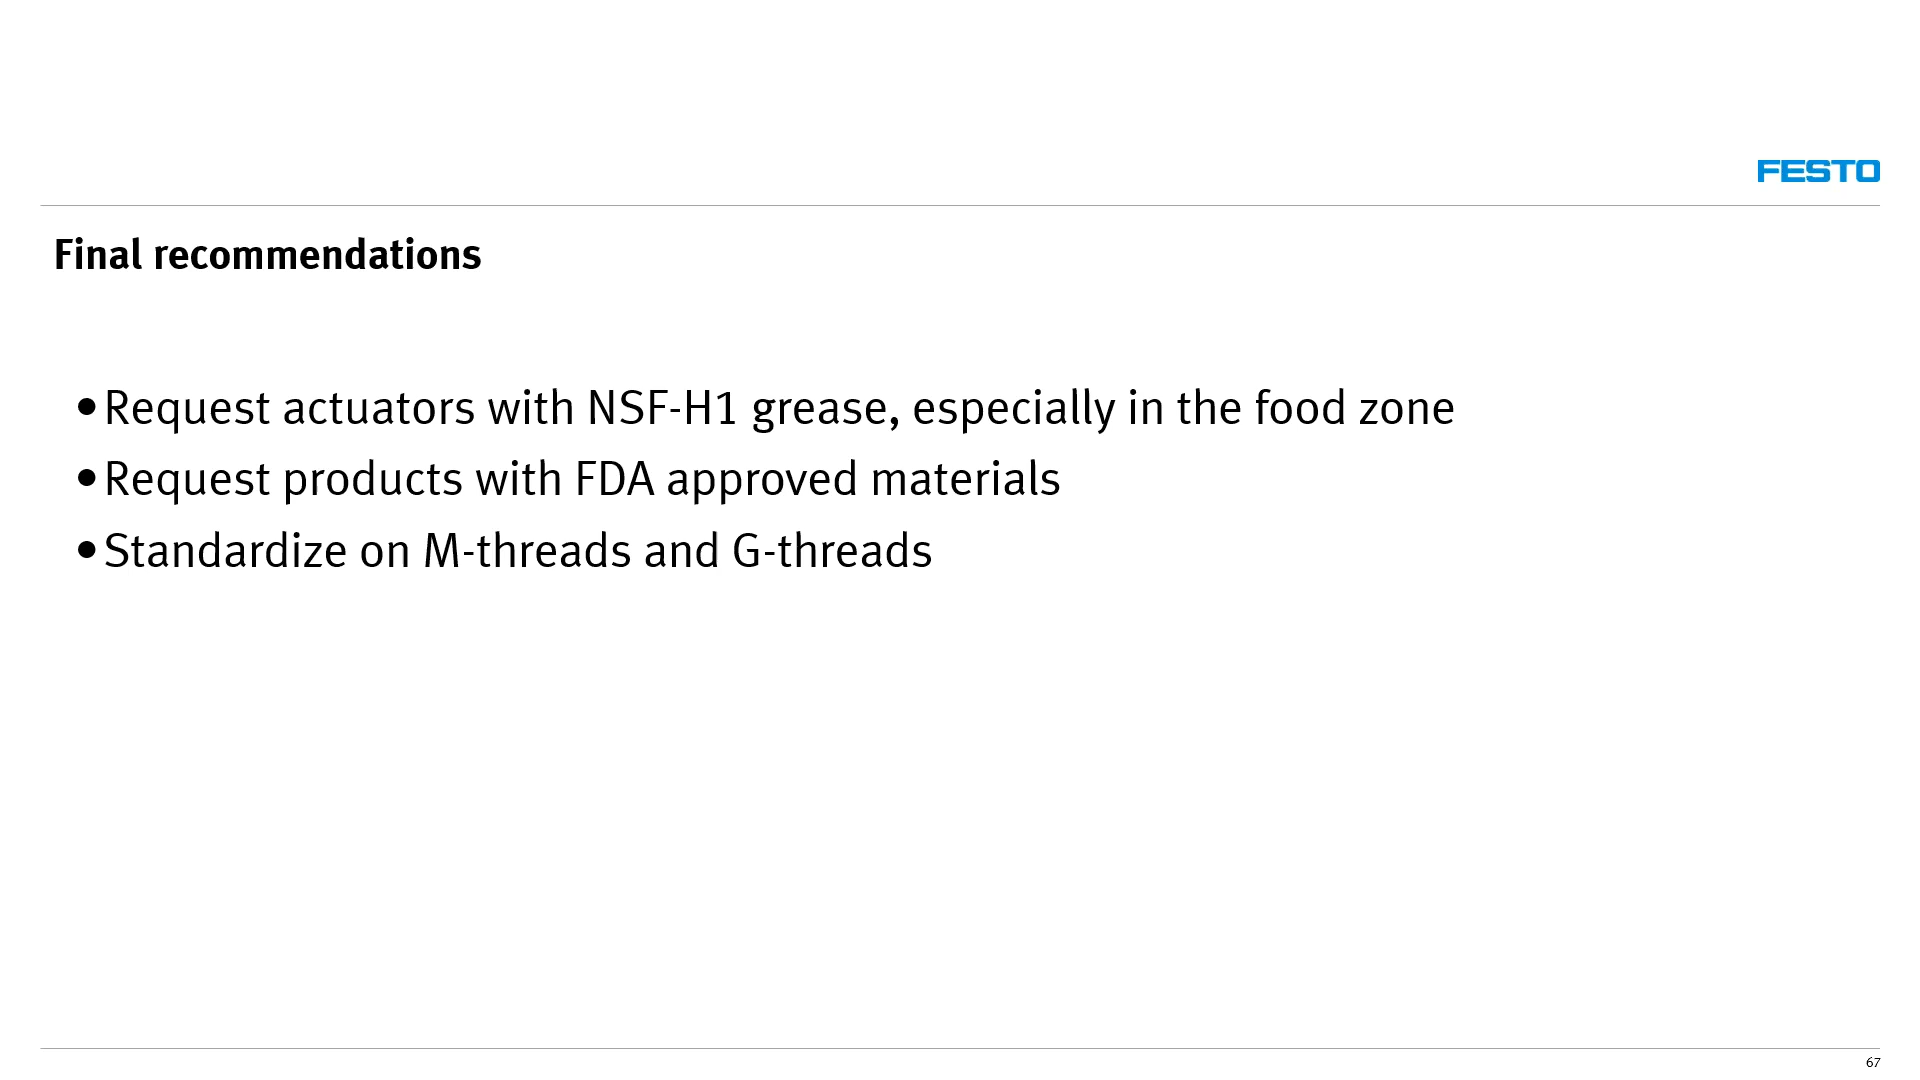 FESTO
Final recommendations
•Request actuators with NSF-H1 grease, especially in the food zone
•Request products with FDA approved materials
•Standardize on M-threads and G-threads
67